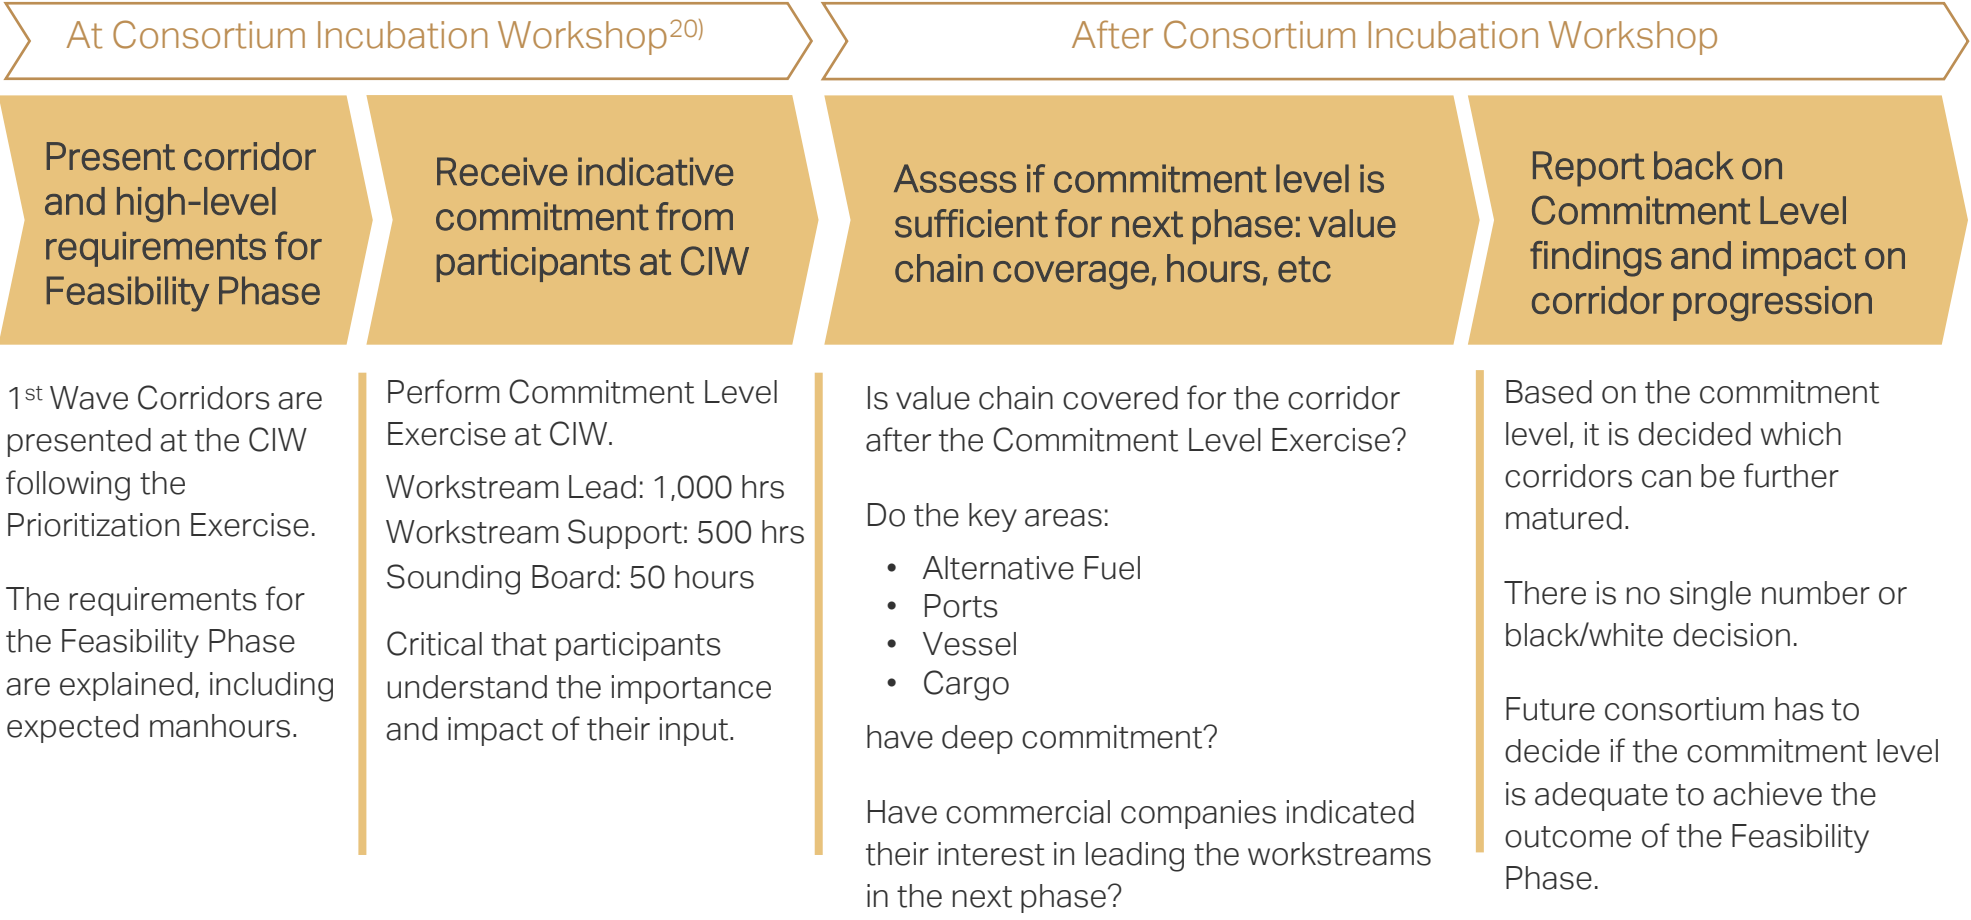 At Consortium Incubation Workshop20)
After Consortium Incubation Workshop
Present corridor
and high-level
requirements for
Feasibility Phase
Receive indicative
commitment from
participants at CIW
Assess if commitment level is
sufficient for next phase: value
chain coverage, hours, etc
Report back on
Commitment Level
findings and impact on
corridor progression
1st Wave Corridors are
presented at the CIW
following the
Prioritization Exercise.
The requirements for
the Feasibility Phase
are explained, including
expected manhours.
Perform Commitment Level
Exercise at CIW.
Workstream Lead: 1,000 hrs
Workstream Support: 500 hrs
Sounding Board: 50 hours
Critical that participants
understand the importance
and impact of their input.
Is value chain covered for the corridor
after the Commitment Level Exercise?
Do the key areas:
• Alternative Fuel
• Ports
• Vessel
• Cargo
have deep commitment?
Have commercial companies indicated
their interest in leading the workstreams
in the next phase?
Based on the commitment
level, it is decided which
corridors can be further
matured.
There is no single number or
black/white decision.
Future consortium has to
decide if the commitment level
is adequate to achieve the
outcome of the Feasibility
Phase.